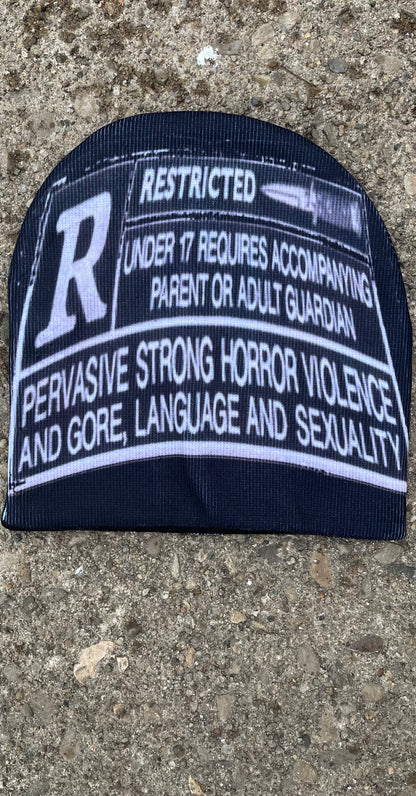 R
RESTRICTED
UNDER 17 REQUIRES ACCOMPANYING
PARENT OR ADULT GUARDIAN
PERVASIVE STRONG HORROR VIOLENCE
AND GORE, LANGUAGE AND SEXUALITY